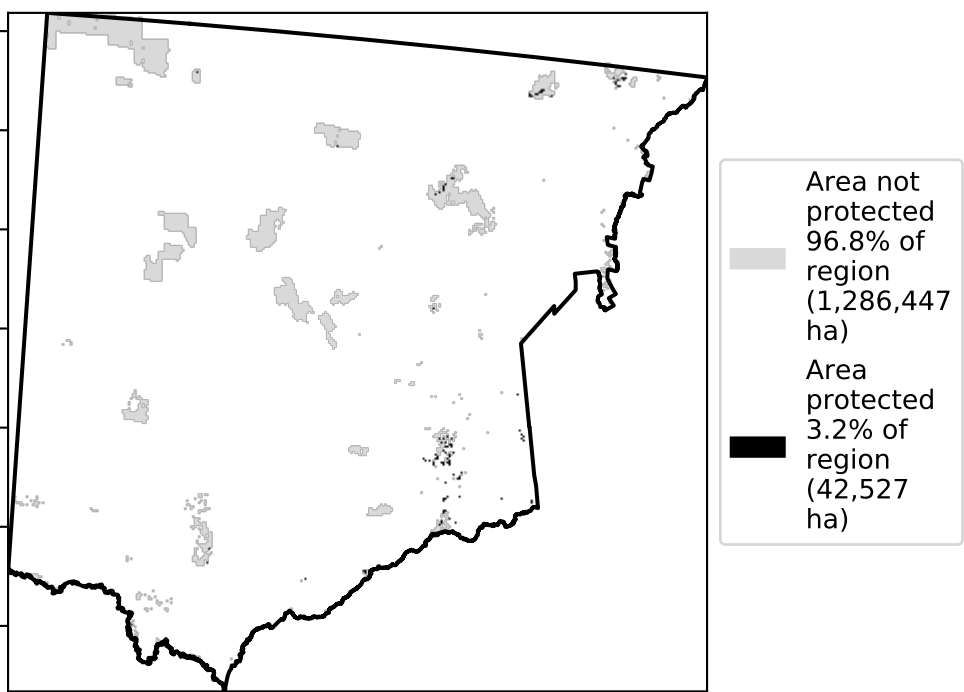 Area not
protected
96.8% of
region
(1,286,447
ha)
Area
protected
3.2% of
region
(42,527
ha)